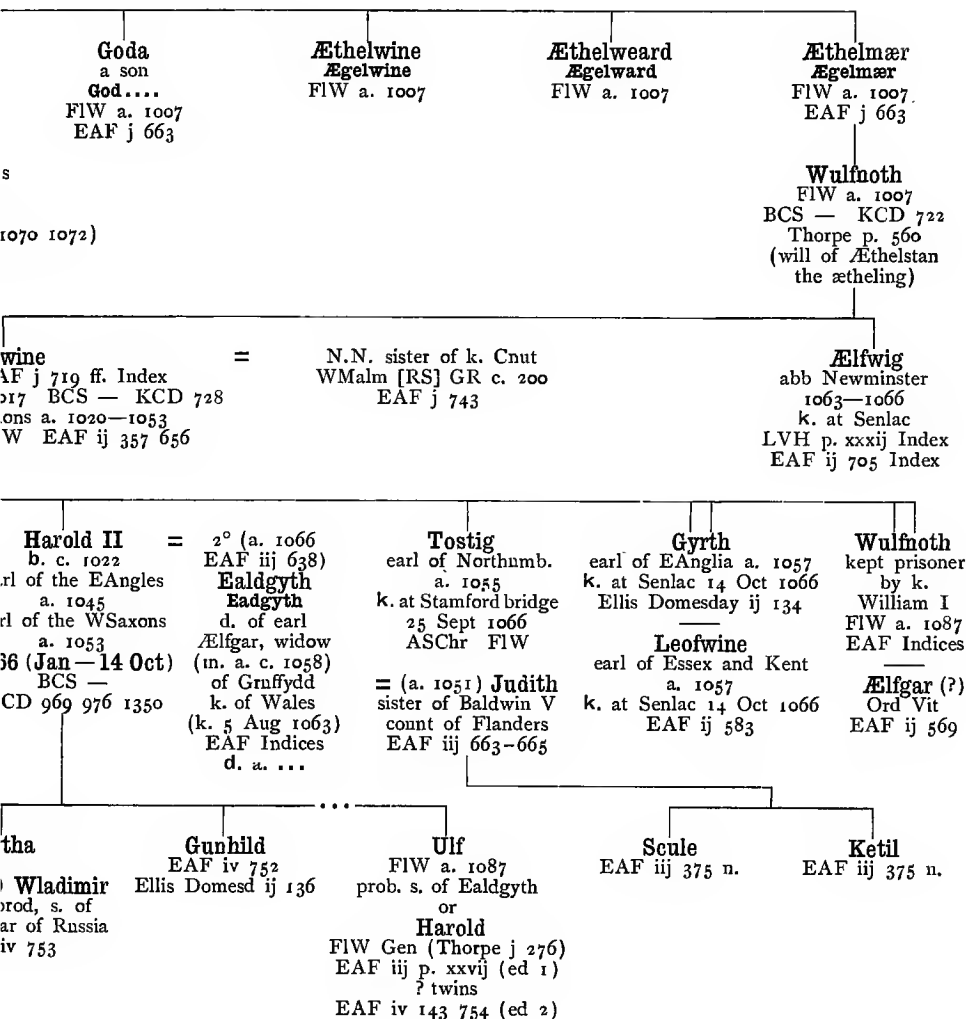 Goda
a son
God....
FlW a. 1007
EAF j 663
Æthelwine
Ægelwine
FlW a. 1007
Æthelweard
Ægelward
FlW a. 1007
Æthelmær
Ægelmær
FlW a. 1007
EAF j 663
s
1070 1072)
Wulfnoth
FlW a. 1007
BCS — KCD 722
Thorpe p. 560
(will of Æthelstan
the ætheling)
wine
AF j 719 ff. Index
017 BCS — KCD 728
ons a. 1020—1053
W EAF ij 357 656
=
N.N. sister of k. Cnut
WMalm [RS] GR c. 200
EAF j 743
Ælfwig
abb Newminster
1063—1066
k. at Senlac
LVH p. xxxij Index
EAF ij 705 Index
Harold II
b. c. 1022
rl of the EAngles
a. 1045
rl of the WSaxons
a. 1053
66 (Jan—14 Oct)
BCS —
CD 969 976 1350
=
2° (a. 1066
EAF iij 638)
Ealdgyth
Eadgyth
d. of earl
Ælfgar, widow
(m. a. c. 1058)
of Gruffydd
k. of Wales
(k. 5 Aug 1063)
EAF Indices
d. a. ...
Tostig
earl of Northumb.
a. 1055
k. at Stamford bridge
25 Sept 1066
ASChr FlW
= (a. 1051) Judith
sister of Baldwin V
count of Flanders
EAF iij 663-665
Gyrth
earl of EAnglia a. 1057
k. at Senlac 14 Oct 1066
Ellis Domesday ij 134
Leofwine
earl of Essex and Kent
a. 1057
k. at Senlac 14 Oct 1066
EAF ij 583
Wulfnoth
kept prisoner
by k.
William I
FlW a. 1087
EAF Indices
Ælfgar (?)
Ord Vit
EAF ij 569
...
tha
) Wladimir
orod, s. of
ar of Russia
iv 753
Gunhild
EAF iv 752
Ellis Domesd ij 136
Ulf
FlW a. 1087
prob. s. of Ealdgyth
or
Harold
FlW Gen (Thorpe j 276)
EAF iij p. xxvij (ed 1)
? twins
EAF iv 143 754 (ed 2)
Scule
EAF iij 375 n.
Ketil
EAF iij 375 n.